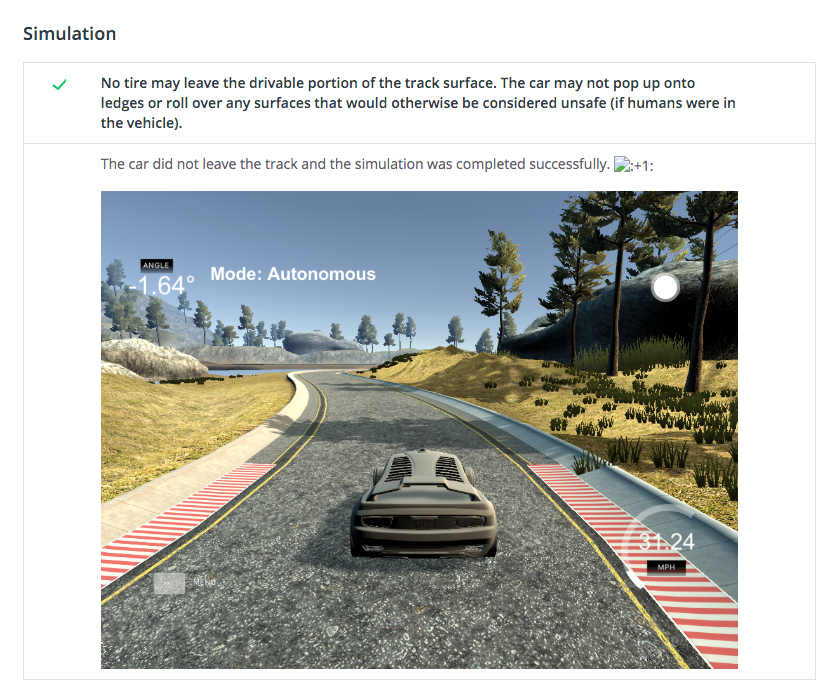 Simulation
No tire may leave the drivable portion of the track surface. The car may not pop up onto
ledges or roll over any surfaces that would otherwise be considered unsafe (if humans were in
the vehicle).
The car did not leave the track and the simulation was completed successfully. :+1:
ANGLE
-1.64° Mode: Autonomous
31.24
MPH
MENU